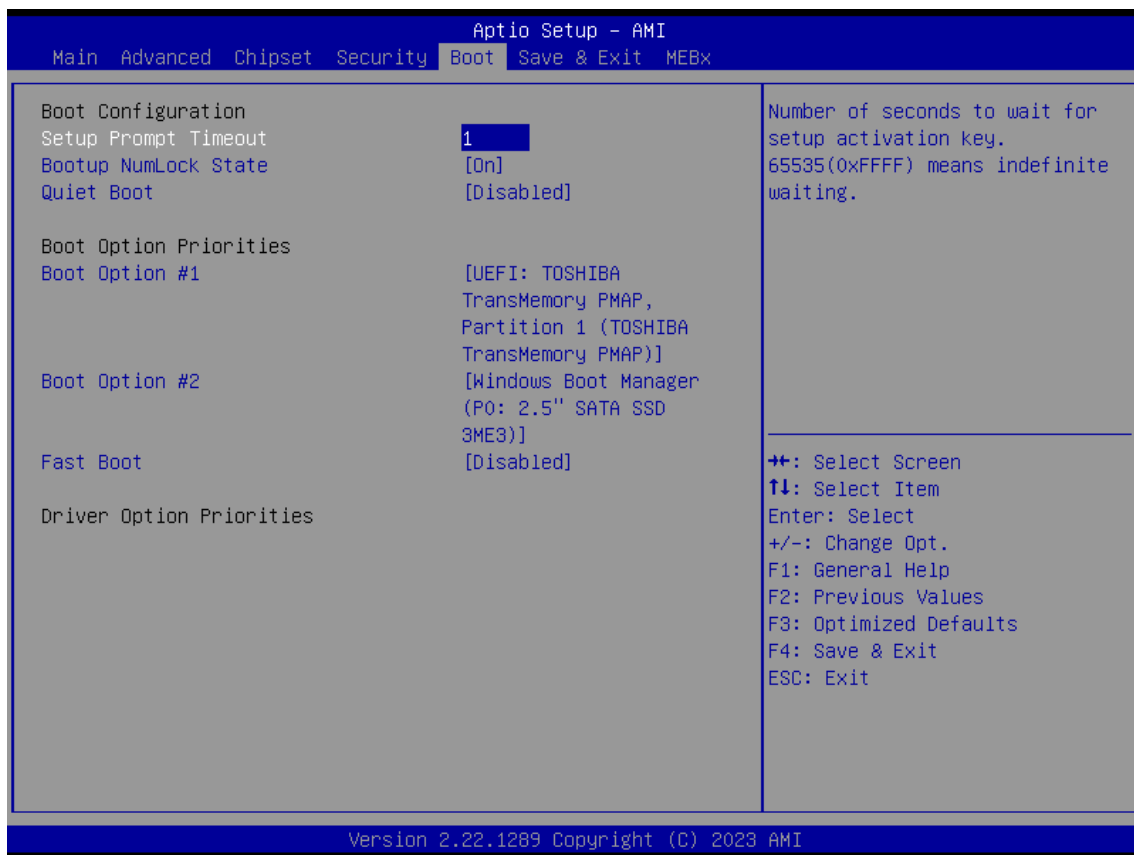 Aptio Setup - AMI
Main Advanced Chipset Security Boot Save & Exit MEBx
Boot Configuration
Setup Prompt Timeout 1
Bootup NumLock State [On]
Quiet Boot [Disabled]
Boot Option Priorities
Boot Option #1 [UEFI: TOSHIBA
TransMemory PMAP,
Partition 1 (TOSHIBA
TransMemory PMAP)]
Boot Option #2 [Windows Boot Manager
(P0: 2.5" SATA SSD
3ME3)]
Fast Boot [Disabled]
Driver Option Priorities
Number of seconds to wait for
setup activation key.
65535(0xFFFF) means indefinite
waiting.
→←: Select Screen
↑↓: Select Item
Enter: Select
+/-: Change Opt.
F1: General Help
F2: Previous Values
F3: Optimized Defaults
F4: Save & Exit
ESC: Exit
Version 2.22.1289 Copyright (C) 2023 AMI